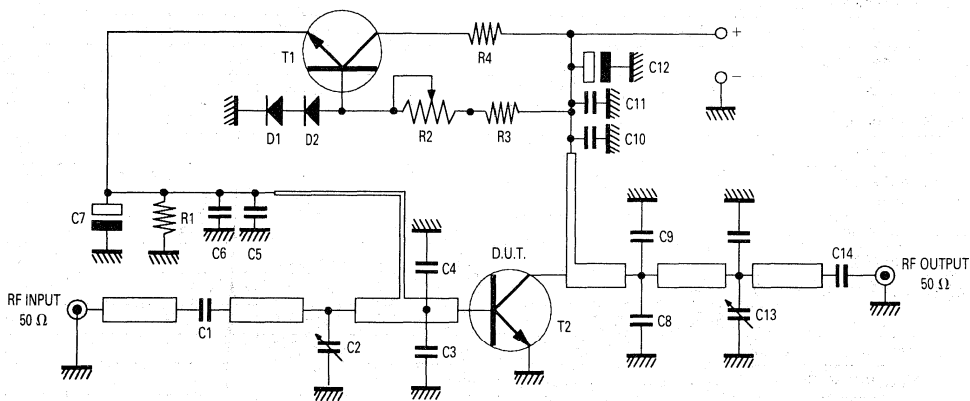 T1
R4
+
C12
−
C11
D1
D2
R2
R3
C10
C7
R1
C6
C5
C4
C9
D.U.T.
C14
RF INPUT
50 Ω
RF OUTPUT
50 Ω
C1
C2
C3
T2
C8
C13